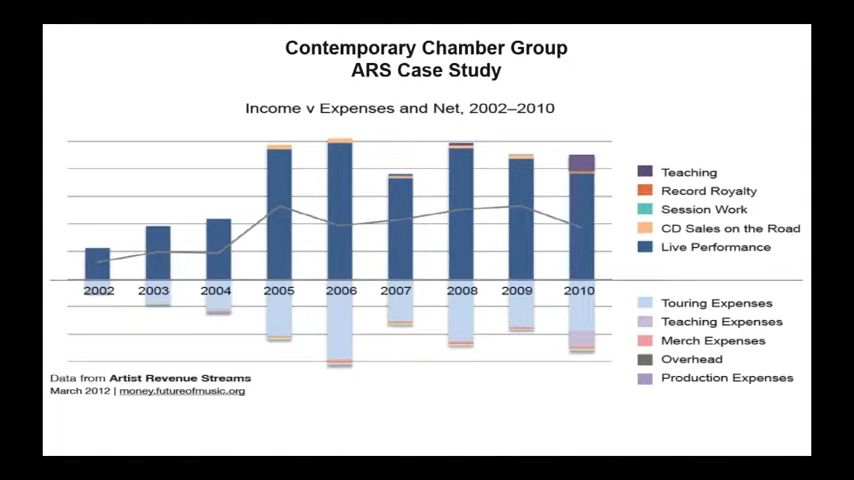 Contemporary Chamber Group
ARS Case Study
Income v Expenses and Net, 2002–2010
Teaching
Record Royalty
Session Work
CD Sales on the Road
Live Performance
2002 2003 2004 2005 2006 2007 2008 2009 2010
Touring Expenses
Teaching Expenses
Merch Expenses
Overhead
Production Expenses
Data from Artist Revenue Streams
March 2012 | money.futureofmusic.org